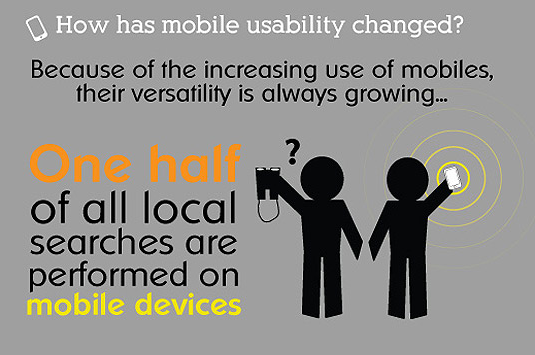 How has mobile usability changed?
Because of the increasing use of mobiles,
their versatility is always growing...
One half
of all local
searches are
performed on
mobile devices
?